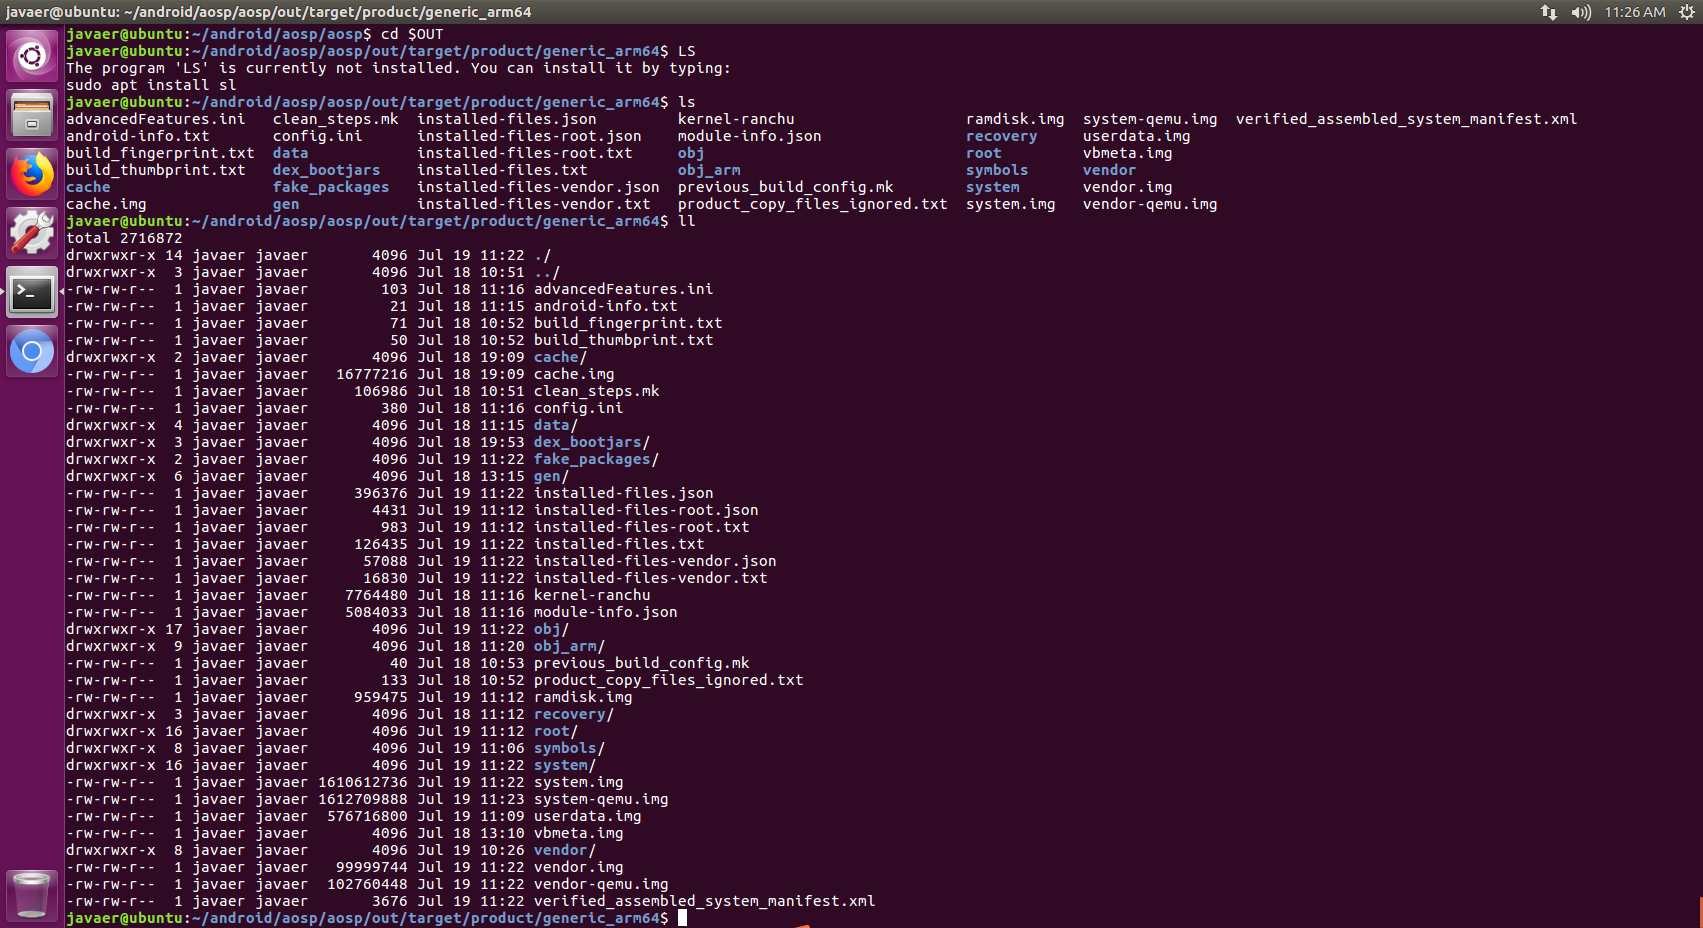 javaer@ubuntu: ~/android/aosp/aosp/out/target/product/generic_arm64 11:26 AM
javaer@ubuntu:~/android/aosp/aosp$ cd $OUT
javaer@ubuntu:~/android/aosp/aosp/out/target/product/generic_arm64$ LS
The program 'LS' is currently not installed. You can install it by typing:
sudo apt install sl
javaer@ubuntu:~/android/aosp/aosp/out/target/product/generic_arm64$ ls
advancedFeatures.ini clean_steps.mk installed-files.json kernel-ranchu ramdisk.img system-qemu.img verified_assembled_system_manifest.xml
android-info.txt config.ini installed-files-root.json module-info.json recovery userdata.img
build_fingerprint.txt data installed-files-root.txt obj root vbmeta.img
build_thumbprint.txt dex_bootjars installed-files.txt obj_arm symbols vendor
cache fake_packages installed-files-vendor.json previous_build_config.mk system vendor.img
cache.img gen installed-files-vendor.txt product_copy_files_ignored.txt system.img vendor-qemu.img
javaer@ubuntu:~/android/aosp/aosp/out/target/product/generic_arm64$ ll
total 2716872
drwxrwxr-x 14 javaer javaer 4096 Jul 19 11:22 ./
drwxrwxr-x 3 javaer javaer 4096 Jul 18 10:51 ../
-rw-rw-r-- 1 javaer javaer 103 Jul 18 11:16 advancedFeatures.ini
-rw-rw-r-- 1 javaer javaer 21 Jul 18 11:15 android-info.txt
-rw-rw-r-- 1 javaer javaer 71 Jul 18 10:52 build_fingerprint.txt
-rw-rw-r-- 1 javaer javaer 50 Jul 18 10:52 build_thumbprint.txt
drwxrwxr-x 2 javaer javaer 4096 Jul 18 19:09 cache/
-rw-rw-r-- 1 javaer javaer 16777216 Jul 18 19:09 cache.img
-rw-rw-r-- 1 javaer javaer 106986 Jul 18 10:51 clean_steps.mk
-rw-rw-r-- 1 javaer javaer 380 Jul 18 11:16 config.ini
drwxrwxr-x 4 javaer javaer 4096 Jul 18 11:15 data/
drwxrwxr-x 3 javaer javaer 4096 Jul 18 19:53 dex_bootjars/
drwxrwxr-x 2 javaer javaer 4096 Jul 19 11:22 fake_packages/
drwxrwxr-x 6 javaer javaer 4096 Jul 18 13:15 gen/
-rw-rw-r-- 1 javaer javaer 396376 Jul 19 11:22 installed-files.json
-rw-rw-r-- 1 javaer javaer 4431 Jul 19 11:12 installed-files-root.json
-rw-rw-r-- 1 javaer javaer 983 Jul 19 11:12 installed-files-root.txt
-rw-rw-r-- 1 javaer javaer 126435 Jul 19 11:22 installed-files.txt
-rw-rw-r-- 1 javaer javaer 57088 Jul 19 11:22 installed-files-vendor.json
-rw-rw-r-- 1 javaer javaer 16830 Jul 19 11:22 installed-files-vendor.txt
-rw-rw-r-- 1 javaer javaer 7764480 Jul 18 11:16 kernel-ranchu
-rw-rw-r-- 1 javaer javaer 5084033 Jul 19 11:16 module-info.json
drwxrwxr-x 17 javaer javaer 4096 Jul 19 11:22 obj/
drwxrwxr-x 9 javaer javaer 4096 Jul 18 11:20 obj_arm/
-rw-rw-r-- 1 javaer javaer 40 Jul 18 10:53 previous_build_config.mk
-rw-rw-r-- 1 javaer javaer 133 Jul 18 10:52 product_copy_files_ignored.txt
-rw-rw-r-- 1 javaer javaer 959475 Jul 19 11:12 ramdisk.img
drwxrwxr-x 3 javaer javaer 4096 Jul 18 11:12 recovery/
drwxrwxr-x 16 javaer javaer 4096 Jul 19 11:12 root/
drwxrwxr-x 8 javaer javaer 4096 Jul 19 11:06 symbols/
drwxrwxr-x 16 javaer javaer 4096 Jul 19 11:22 system/
-rw-rw-r-- 1 javaer javaer 1610612736 Jul 19 11:22 system.img
-rw-rw-r-- 1 javaer javaer 1612709888 Jul 19 11:23 system-qemu.img
-rw-rw-r-- 1 javaer javaer 576716800 Jul 19 11:09 userdata.img
-rw-rw-r-- 1 javaer javaer 4096 Jul 18 13:10 vbmeta.img
drwxrwxr-x 8 javaer javaer 4096 Jul 19 10:26 vendor/
-rw-rw-r-- 1 javaer javaer 99999744 Jul 19 11:22 vendor.img
-rw-rw-r-- 1 javaer javaer 102760448 Jul 19 11:22 vendor-qemu.img
-rw-rw-r-- 1 javaer javaer 3676 Jul 19 11:22 verified_assembled_system_manifest.xml
javaer@ubuntu:~/android/aosp/aosp/out/target/product/generic_arm64$